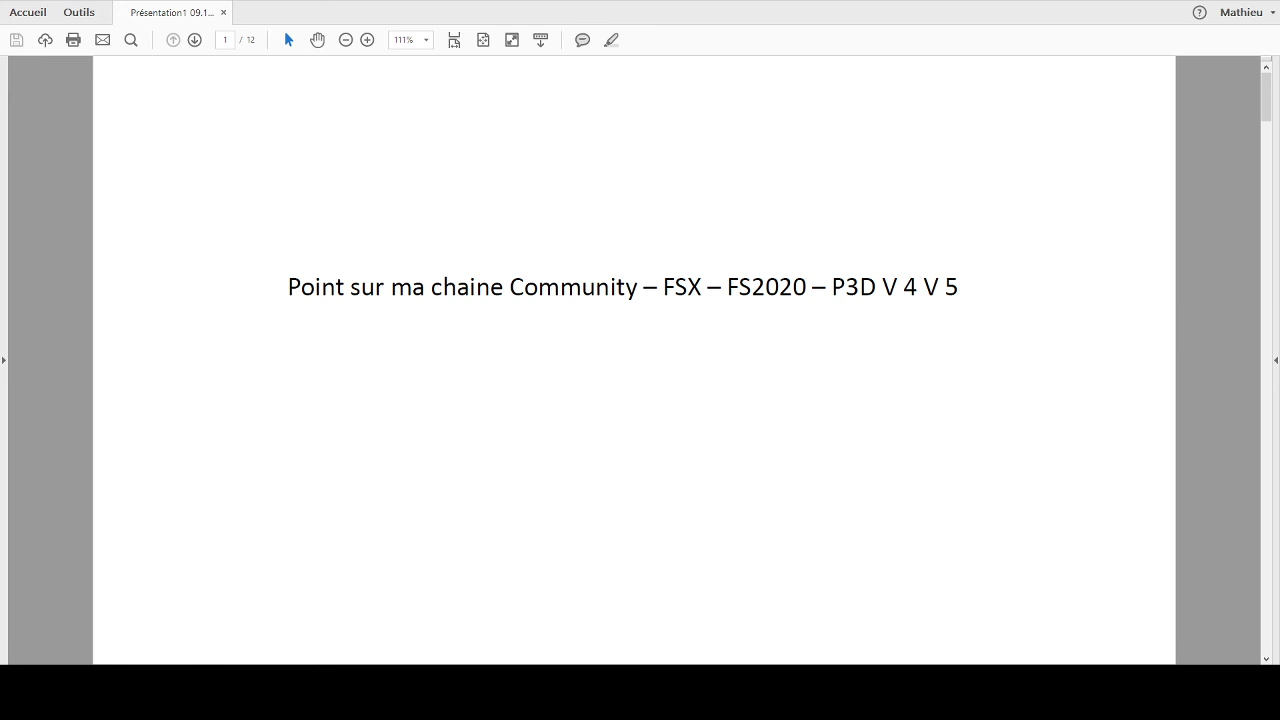 Accueil Outils Présentation1 09.1... × ? Mathieu
1 / 12 111%
Point sur ma chaine Community – FSX – FS2020 – P3D V 4 V 5